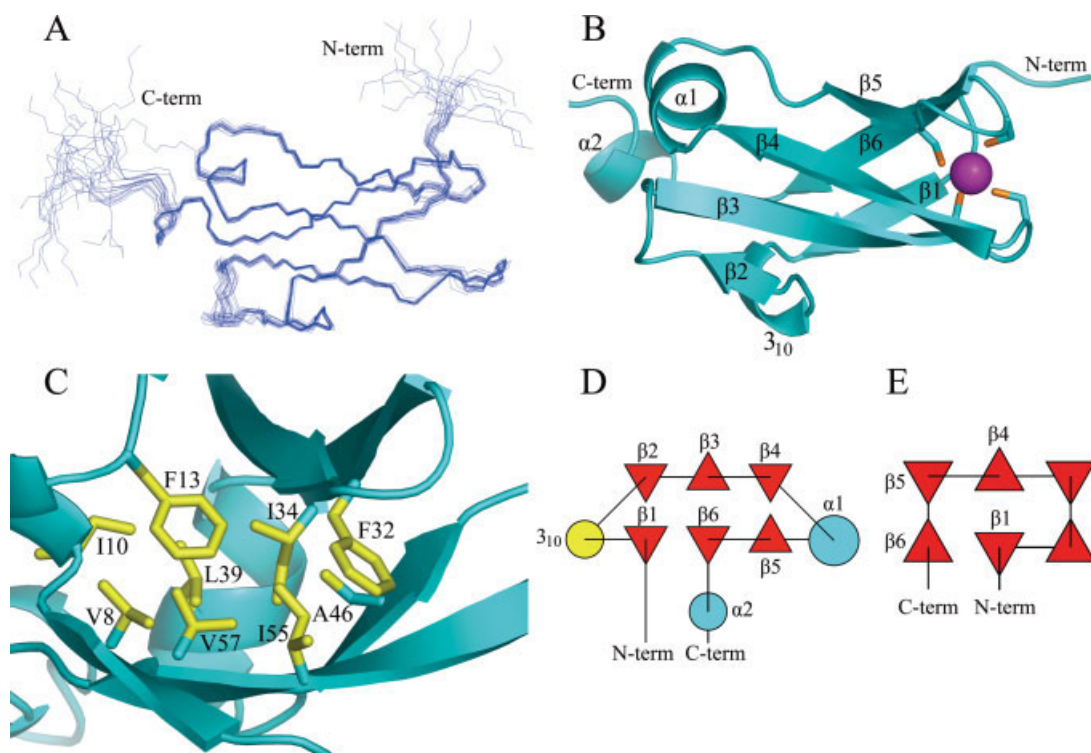 A
N-term
C-term
B
C-term
α1
β5
N-term
α2
β4
β6
β1
β3
β2
3₁₀
C
F13
I34
F32
I10
L39
V8
A46
V57
I55
D
β2
β3
β4
3₁₀
β1
β6
α1
β5
α2
N-term
C-term
E
β4
β5
β1
β6
C-term
N-term